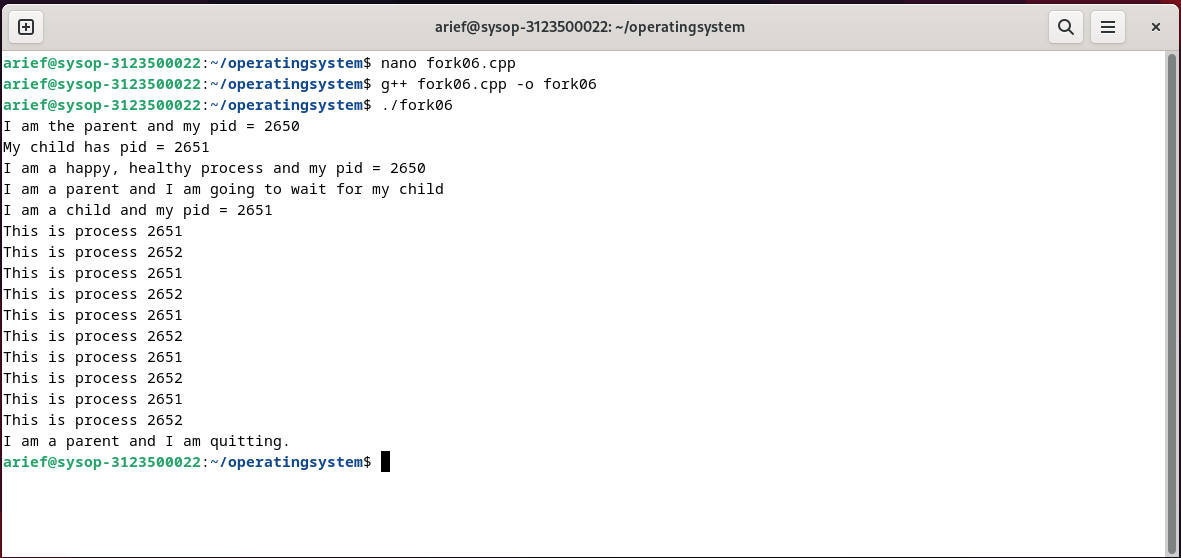 arief@sysop-3123500022: ~/operatingsystem
arief@sysop-3123500022:~/operatingsystem$ nano fork06.cpp
arief@sysop-3123500022:~/operatingsystem$ g++ fork06.cpp -o fork06
arief@sysop-3123500022:~/operatingsystem$ ./fork06
I am the parent and my pid = 2650
My child has pid = 2651
I am a happy, healthy process and my pid = 2650
I am a parent and I am going to wait for my child
I am a child and my pid = 2651
This is process 2651
This is process 2652
This is process 2651
This is process 2652
This is process 2651
This is process 2652
This is process 2651
This is process 2652
This is process 2651
This is process 2652
I am a parent and I am quitting.
arief@sysop-3123500022:~/operatingsystem$